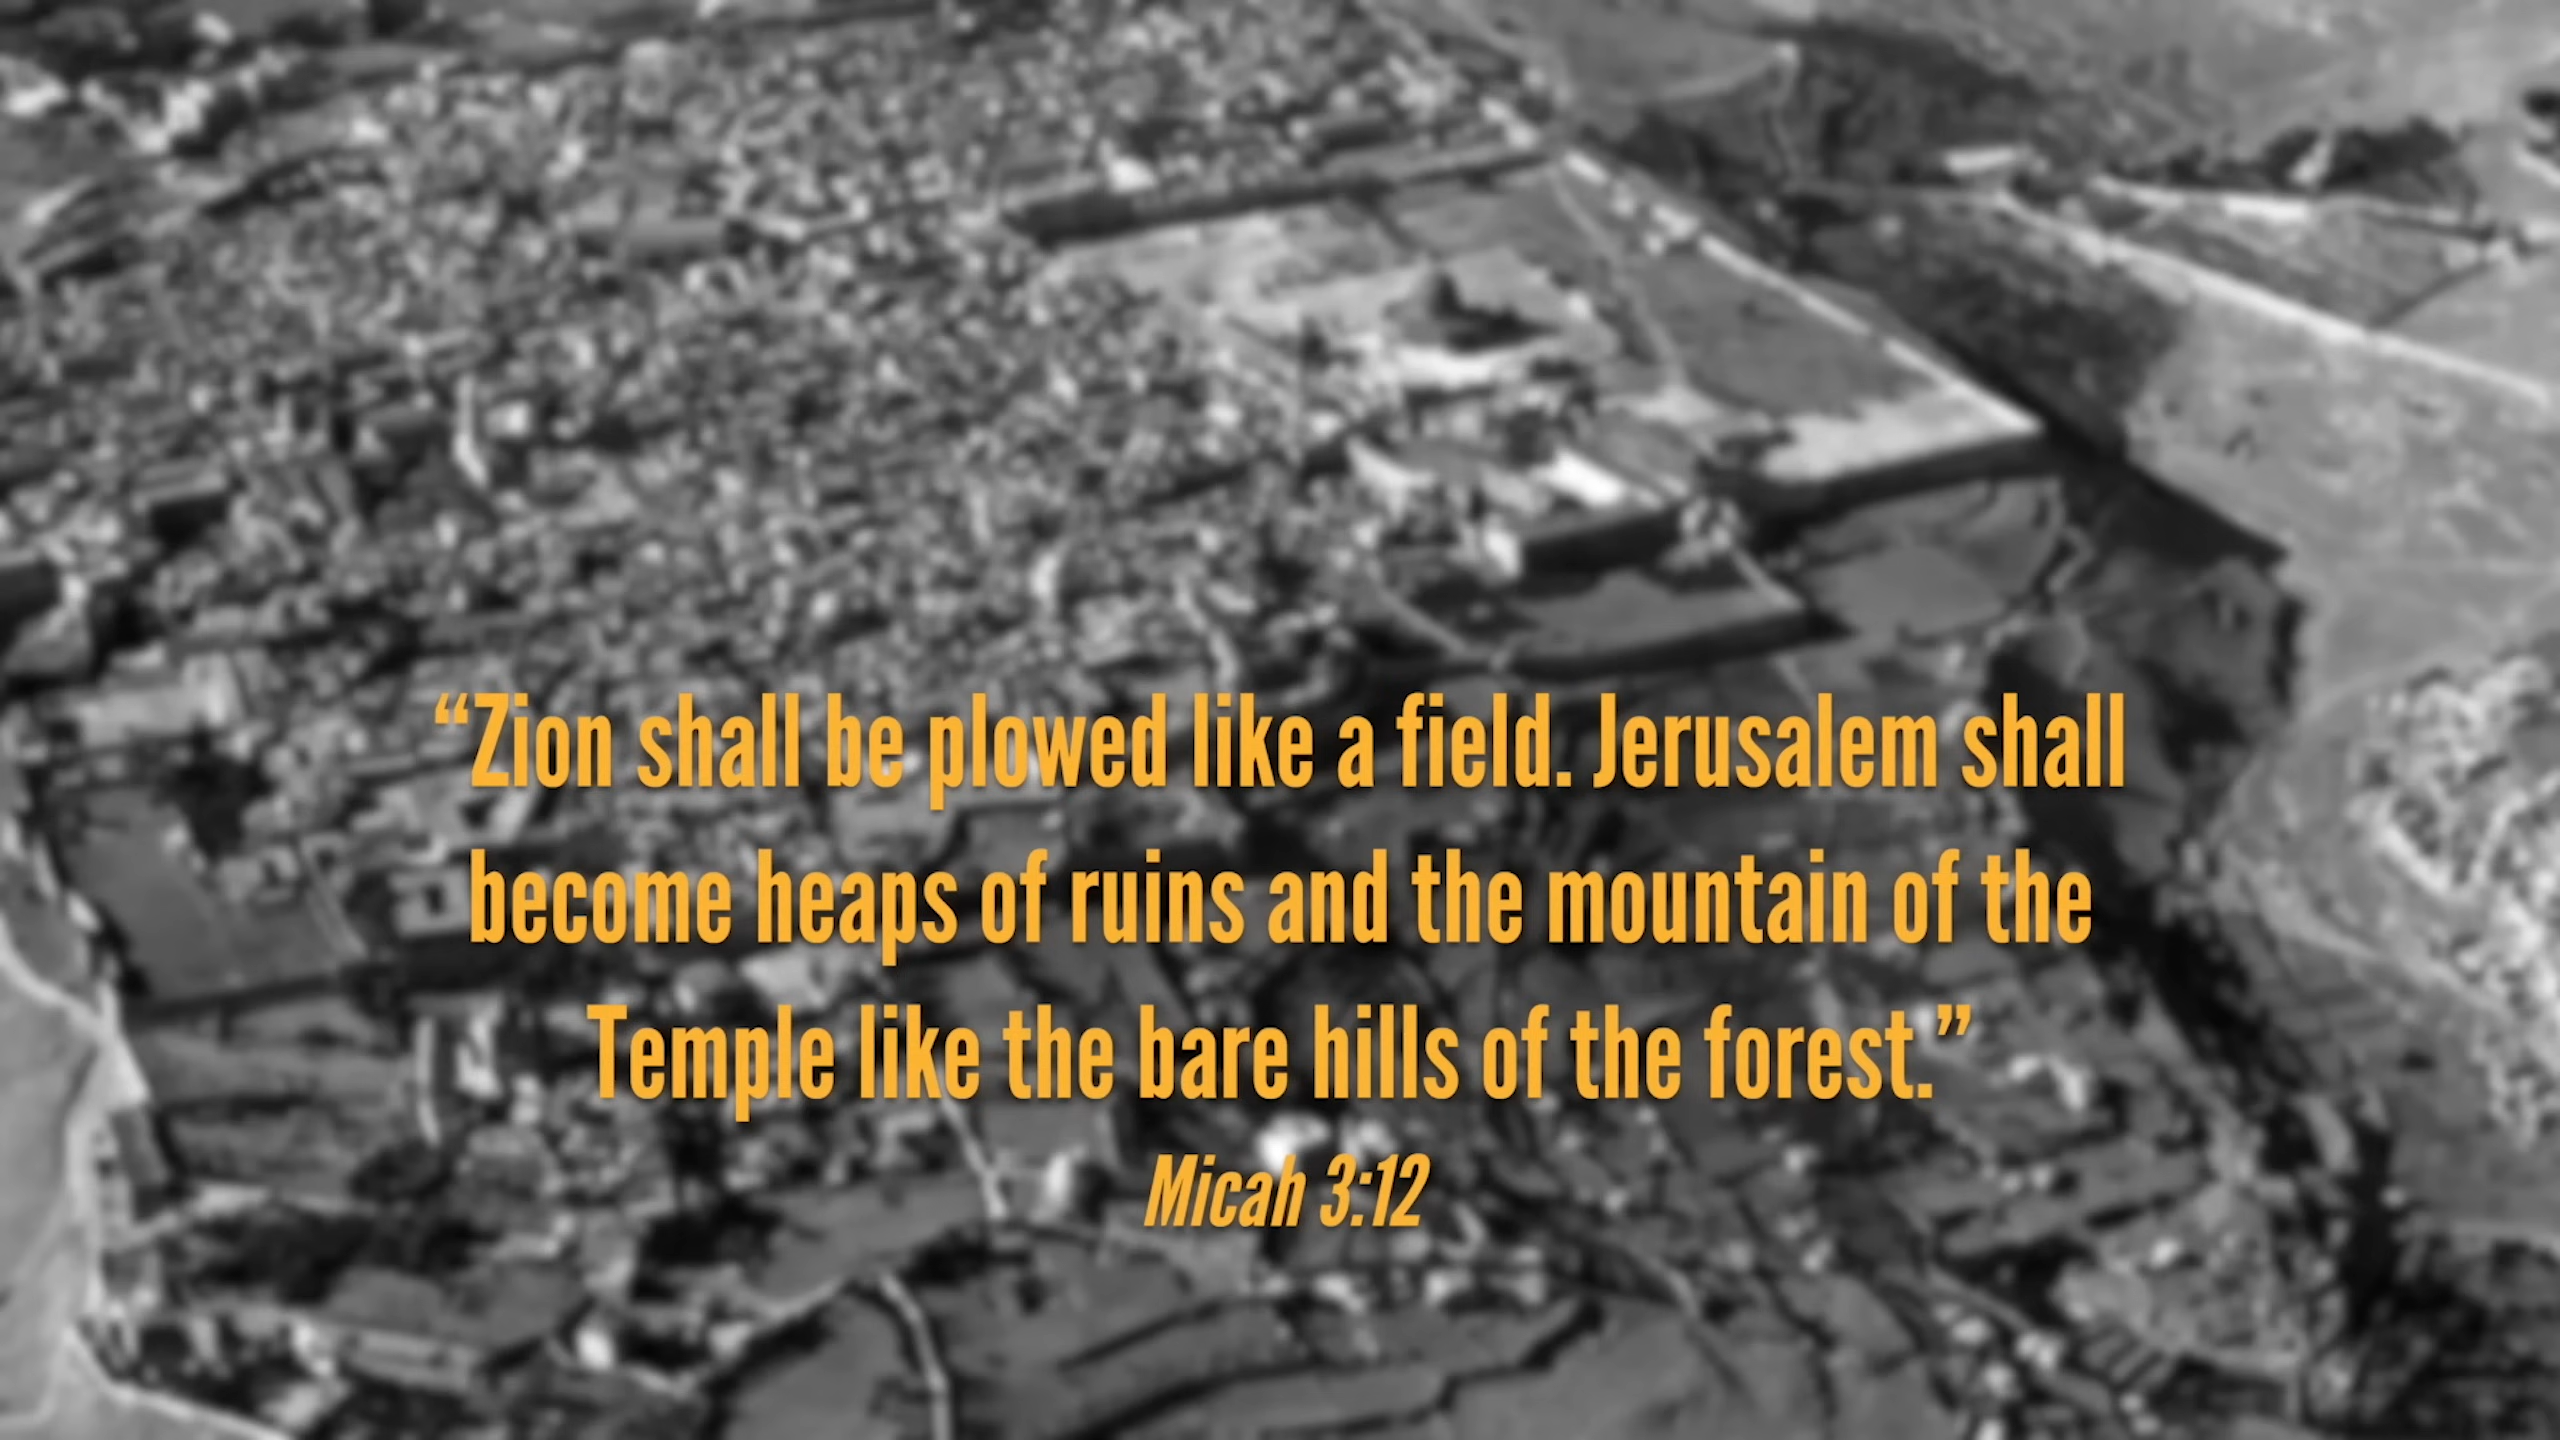 “Zion shall be plowed like a field. Jerusalem shall
become heaps of ruins and the mountain of the
Temple like the bare hills of the forest.”
Micah 3:12